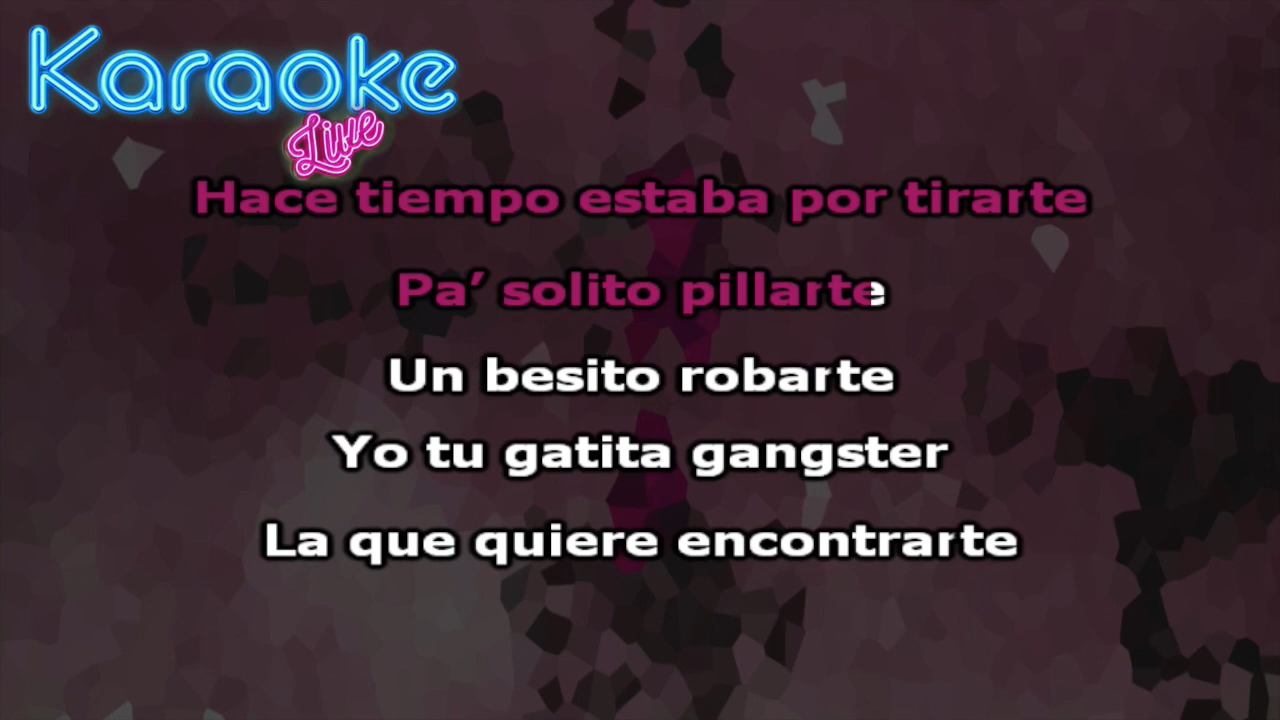 Karaoke
Live
Hace tiempo estaba por tirarte
Pa’ solito pillarte
Un besito robarte
Yo tu gatita gangster
La que quiere encontrarte